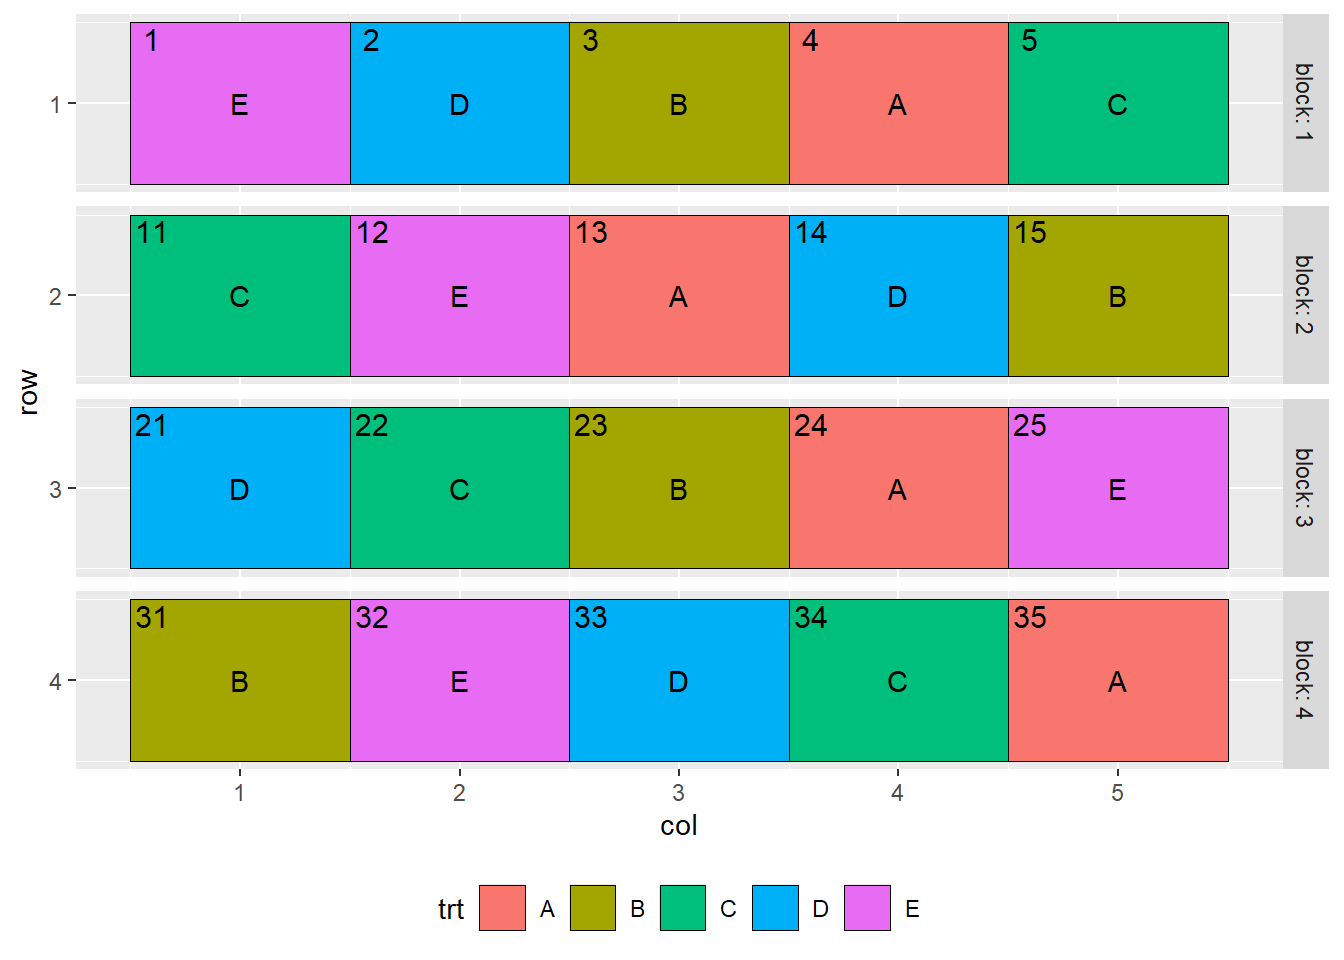 1 2 3 4 5
1 E D B A C block: 1
11 12 13 14 15
2 C E A D B block: 2
row
21 22 23 24 25
3 D C B A E block: 3
31 32 33 34 35
4 B E D C A block: 4
1 2 3 4 5
col
trt A B C D E